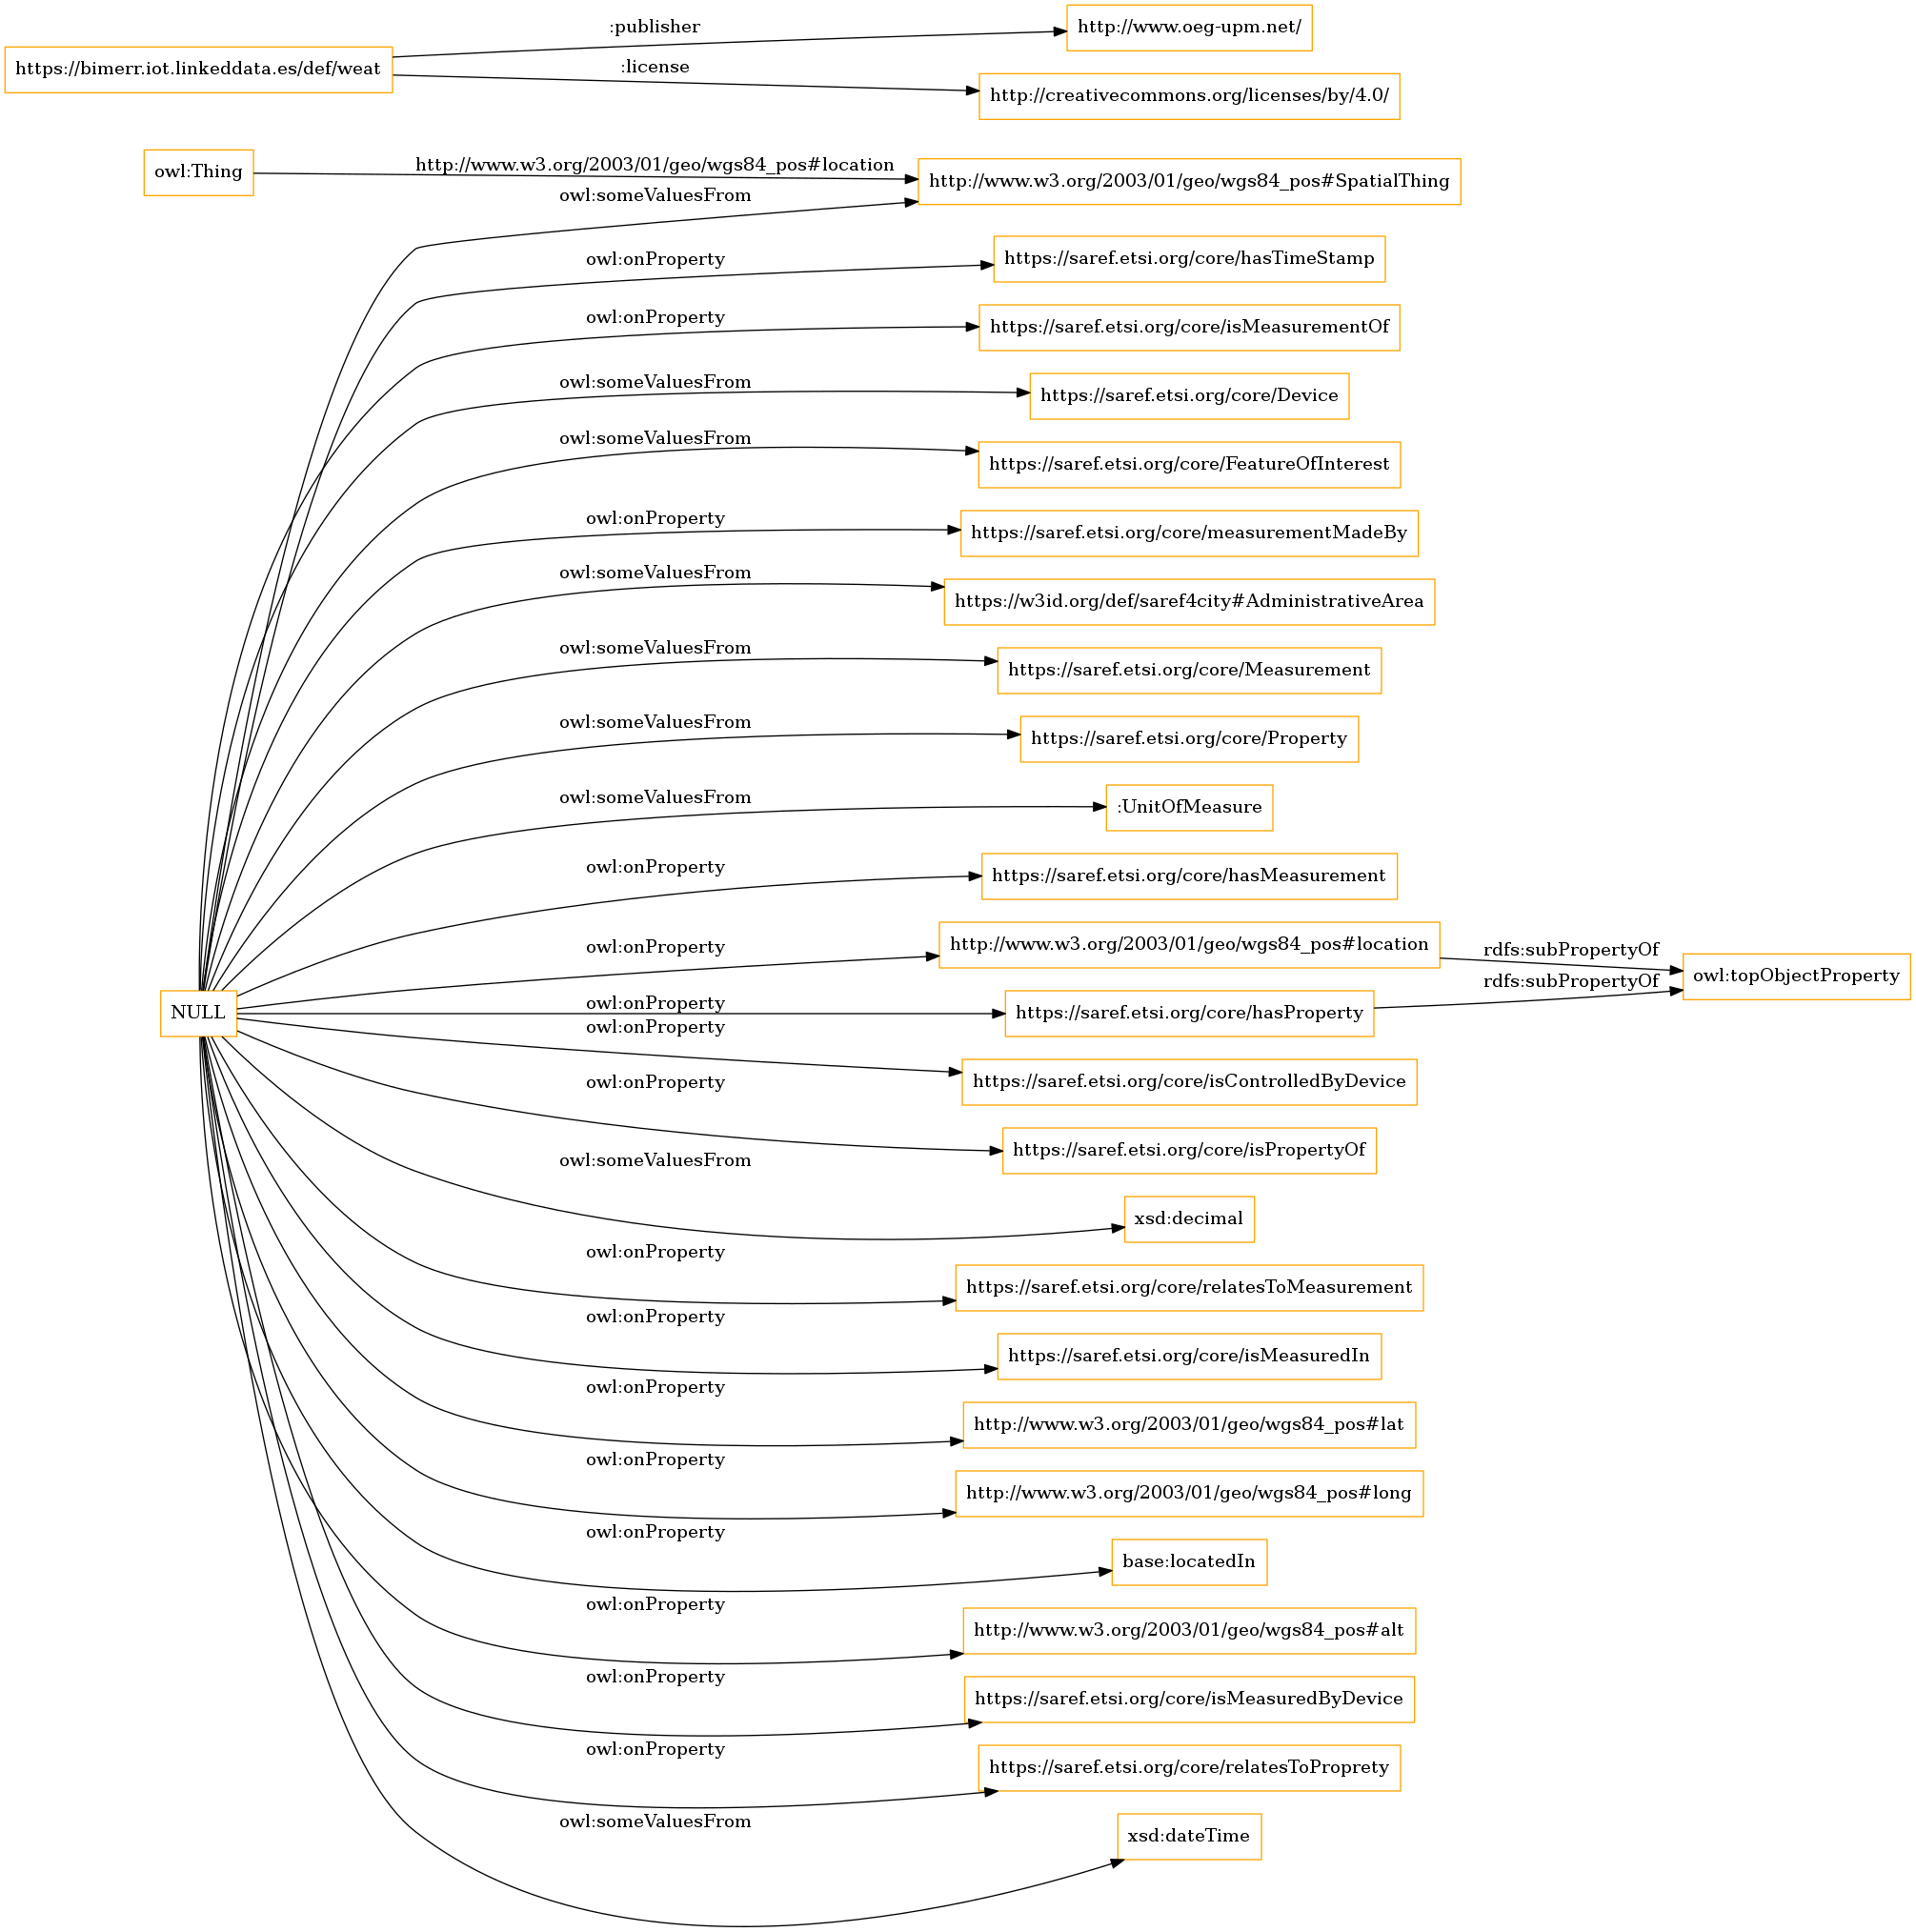 :publisher
http://www.oeg-upm.net/
https://bimerr.iot.linkeddata.es/def/weat
:license
http://creativecommons.org/licenses/by/4.0/
owl:Thing
http://www.w3.org/2003/01/geo/wgs84_pos#location
http://www.w3.org/2003/01/geo/wgs84_pos#SpatialThing
owl:someValuesFrom
owl:onProperty
https://saref.etsi.org/core/hasTimeStamp
owl:onProperty
https://saref.etsi.org/core/isMeasurementOf
owl:someValuesFrom
https://saref.etsi.org/core/Device
owl:someValuesFrom
https://saref.etsi.org/core/FeatureOfInterest
owl:onProperty
https://saref.etsi.org/core/measurementMadeBy
owl:someValuesFrom
https://w3id.org/def/saref4city#AdministrativeArea
owl:someValuesFrom
https://saref.etsi.org/core/Measurement
owl:someValuesFrom
https://saref.etsi.org/core/Property
owl:someValuesFrom
:UnitOfMeasure
owl:onProperty
https://saref.etsi.org/core/hasMeasurement
owl:onProperty
http://www.w3.org/2003/01/geo/wgs84_pos#location
rdfs:subPropertyOf
owl:topObjectProperty
rdfs:subPropertyOf
NULL
owl:onProperty
https://saref.etsi.org/core/hasProperty
owl:onProperty
https://saref.etsi.org/core/isControlledByDevice
owl:onProperty
https://saref.etsi.org/core/isPropertyOf
owl:someValuesFrom
xsd:decimal
owl:onProperty
https://saref.etsi.org/core/relatesToMeasurement
owl:onProperty
https://saref.etsi.org/core/isMeasuredIn
owl:onProperty
http://www.w3.org/2003/01/geo/wgs84_pos#lat
owl:onProperty
http://www.w3.org/2003/01/geo/wgs84_pos#long
owl:onProperty
base:locatedIn
owl:onProperty
http://www.w3.org/2003/01/geo/wgs84_pos#alt
owl:onProperty
https://saref.etsi.org/core/isMeasuredByDevice
owl:onProperty
https://saref.etsi.org/core/relatesToProprety
owl:someValuesFrom
xsd:dateTime